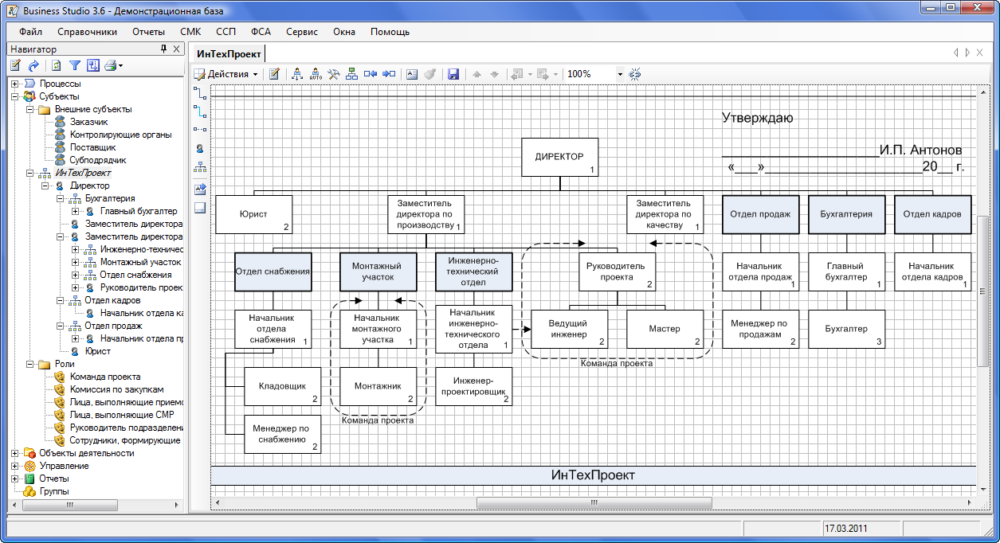 Business Studio 3.6 - Демонстрационная база
Файл Справочники Отчеты СМК ССП ФСА Сервис Окна Помощь
Навигатор
Процессы
Субъекты
Внешние субъекты
Заказчик
Контролирующие органы
Поставщик
Субподрядчик
ИнТехПроект
Директор
Бухгалтерия
Главный бухгалтер
Заместитель директора
Заместитель директора
Инженерно-техничес
Монтажный участок
Отдел снабжения
Руководитель проек
Отдел кадров
Начальник отдела ка
Отдел продаж
Начальник отдела пр
Юрист
Роли
Команда проекта
Комиссия по закупкам
Лица, выполняющие приемо
Лица, выполняющие СМР
Руководитель подразделени
Сотрудники, формирующие
Объекты деятельности
Управление
Отчеты
Группы
ИнТехПроект
Действия
AUTO
100%
Утверждаю
И.П. Антонов
«___»____________________20__ г.
ДИРЕКТОР
1
Юрист
2
Заместитель
директора по
производству 1
Заместитель
директора по
качеству 1
Отдел продаж
Бухгалтерия
Отдел кадров
Отдел снабжения
Монтажный
участок
Инженерно-
технический
отдел
Руководитель
проекта
2
Начальник
отдела продаж
1
Главный
бухгалтер
1
Начальник
отдела кадров
1
Начальник
отдела
снабжения 1
Начальник
монтажного
участка 1
Начальник
инженерно-
технического
отдела 1
Ведущий
инженер
2
Мастер
2
Менеджер по
продажам
2
Бухгалтер
3
Команда проекта
Кладовщик
2
Монтажник
2
Инженер-
проектировщик
2
Команда проекта
Менеджер по
снабжению
2
ИнТехПроект
17.03.2011